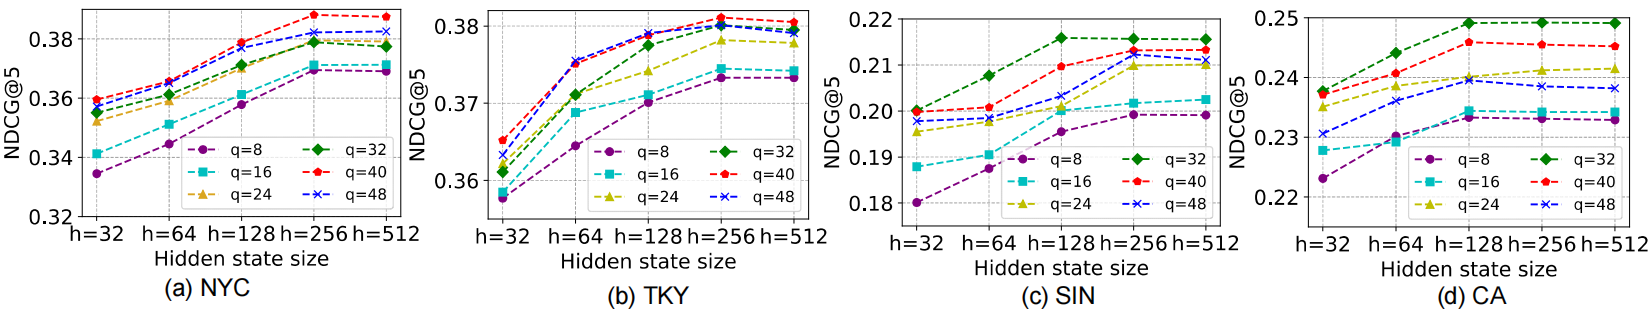 NDCG@5
0.38
0.36
0.34
0.32
q=8
q=16
q=24
q=32
q=40
q=48
h=32 h=64 h=128 h=256 h=512
Hidden state size
(a) NYC
NDCG@5
0.38
0.37
0.36
q=8
q=16
q=24
q=32
q=40
q=48
h=32 h=64 h=128 h=256 h=512
Hidden state size
(b) TKY
NDCG@5
0.22
0.21
0.20
0.19
0.18
q=8
q=16
q=24
q=32
q=40
q=48
h=32 h=64 h=128 h=256 h=512
Hidden state size
(c) SIN
NDCG@5
0.25
0.24
0.23
0.22
q=8
q=16
q=24
q=32
q=40
q=48
h=32 h=64 h=128 h=256 h=512
Hidden state size
(d) CA